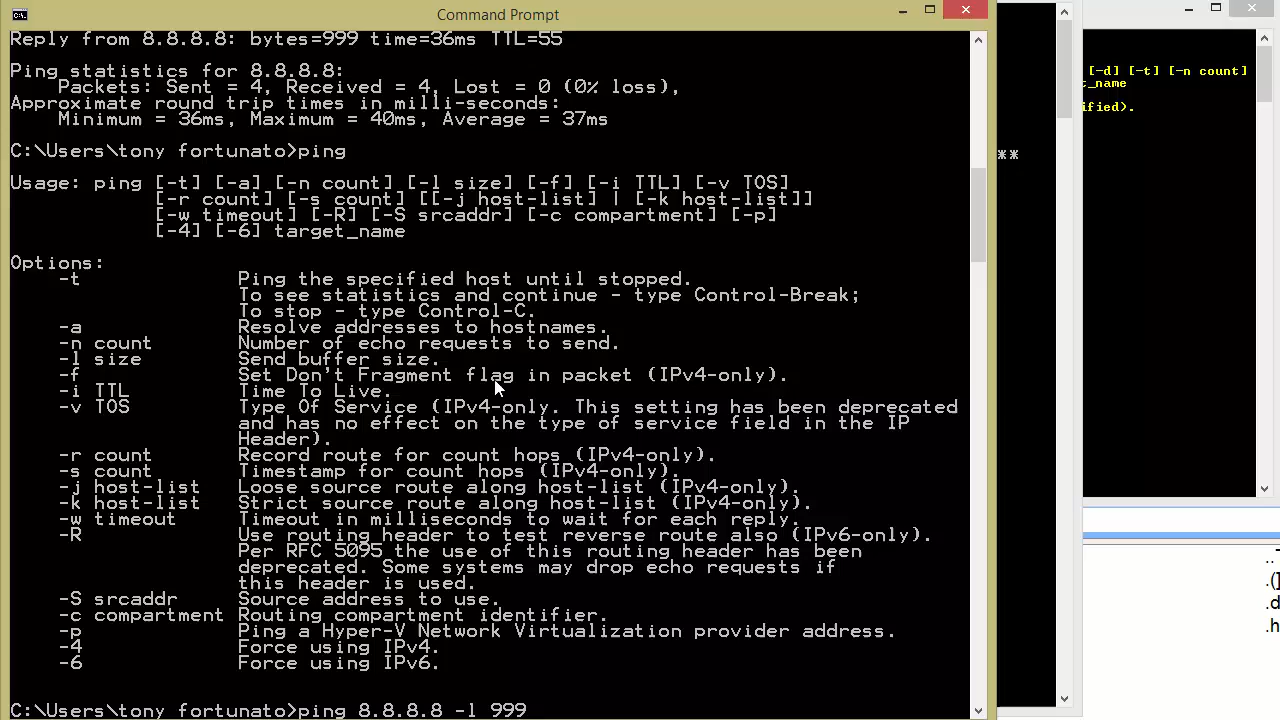 Command Prompt
Reply from 8.8.8.8: bytes=999 time=36ms TTL=55
Ping statistics for 8.8.8.8:
Packets: Sent = 4, Received = 4, Lost = 0 (0% loss),
Approximate round trip times in milli-seconds:
Minimum = 36ms, Maximum = 40ms, Average = 37ms
C:\Users\tony fortunato>ping
Usage: ping [-t] [-a] [-n count] [-l size] [-f] [-i TTL] [-v TOS]
[-r count] [-s count] [[-j host-list] | [-k host-list]]
[-w timeout] [-R] [-S srcaddr] [-c compartment] [-p]
[-4] [-6] target_name
Options:
-t Ping the specified host until stopped.
To see statistics and continue - type Control-Break;
To stop - type Control-C.
-a Resolve addresses to hostnames.
-n count Number of echo requests to send.
-l size Send buffer size.
-f Set Don't Fragment flag in packet (IPv4-only).
-i TTL Time To Live.
-v TOS Type Of Service (IPv4-only. This setting has been deprecated
and has no effect on the type of service field in the IP
Header).
-r count Record route for count hops (IPv4-only).
-s count Timestamp for count hops (IPv4-only).
-j host-list Loose source route along host-list (IPv4-only).
-k host-list Strict source route along host-list (IPv4-only).
-w timeout Timeout in milliseconds to wait for each reply.
-R Use routing header to test reverse route also (IPv6-only).
Per RFC 5095 the use of this routing header has been
deprecated. Some systems may drop echo requests if
this header is used.
-S srcaddr Source address to use.
-c compartment Routing compartment identifier.
-p Ping a Hyper-V Network Virtualization provider address.
-4 Force using IPv4.
-6 Force using IPv6.
C:\Users\tony fortunato>ping .8.8.8 -l 999
**
[-d] [-t] [-n count]
t_name
ified).
..
.(]
.d
.h